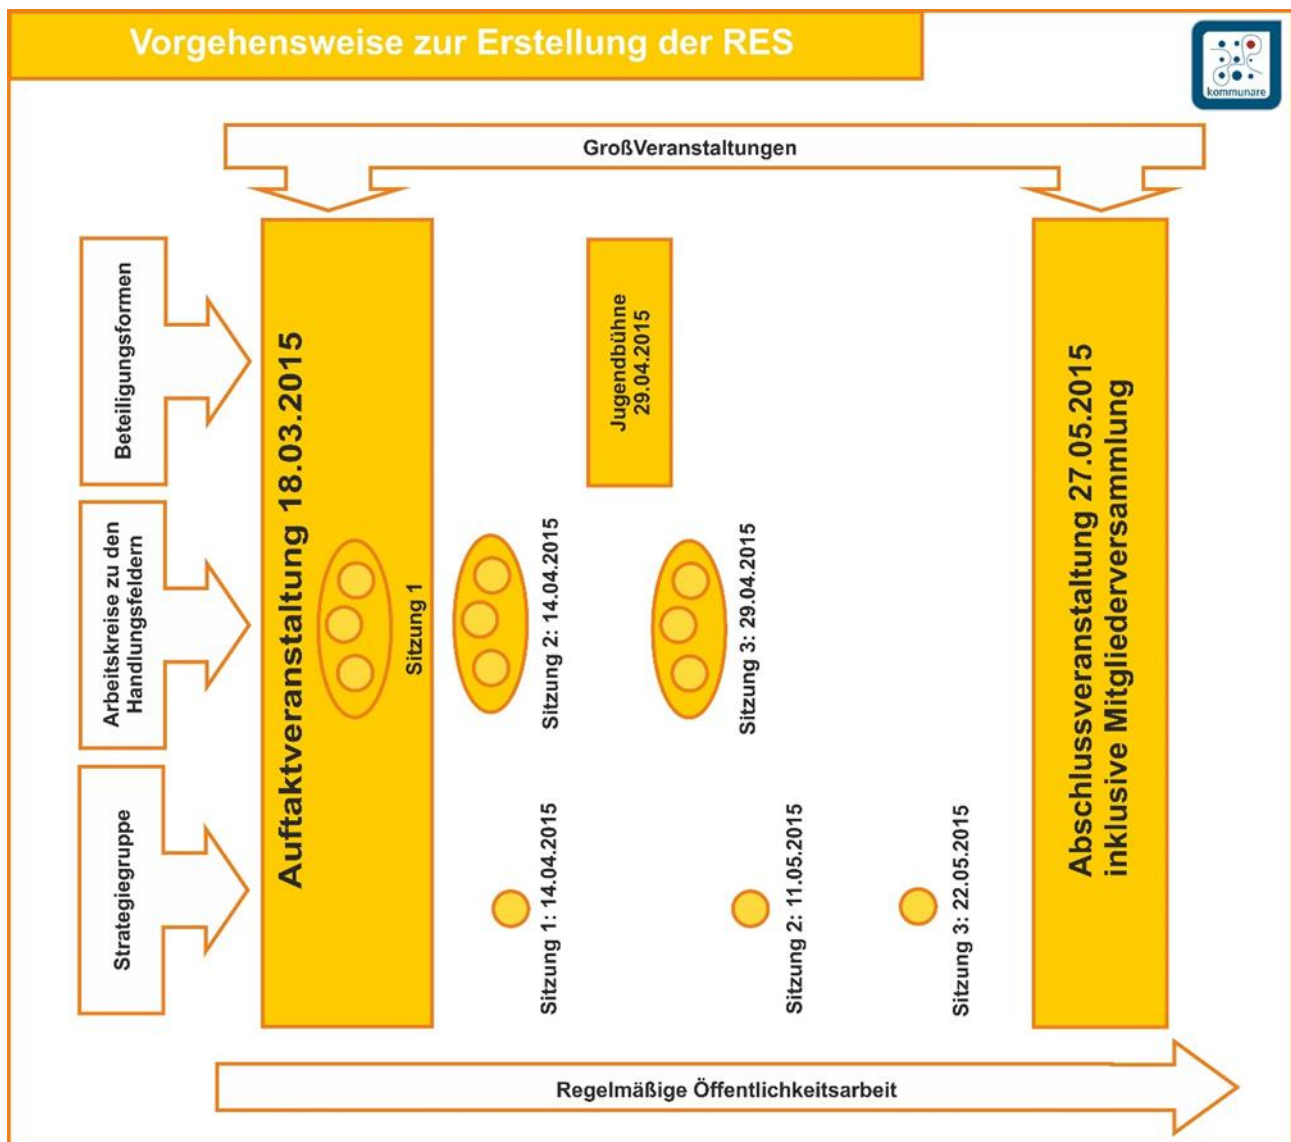 Vorgehensweise zur Erstellung der RES
kommunare
GroßVeranstaltungen
Beteiligungsformen
Arbeitskreise zu den
Handlungsfeldern
Strategiegruppe
Auftaktveranstaltung 18.03.2015
Sitzung 1
Jugendbühne
29.04.2015
Sitzung 2: 14.04.2015
Sitzung 3: 29.04.2015
Sitzung 1: 14.04.2015
Sitzung 2: 11.05.2015
Sitzung 3: 22.05.2015
Abschlussveranstaltung 27.05.2015
inklusive Mitgliederversammlung
Regelmäßige Öffentlichkeitsarbeit